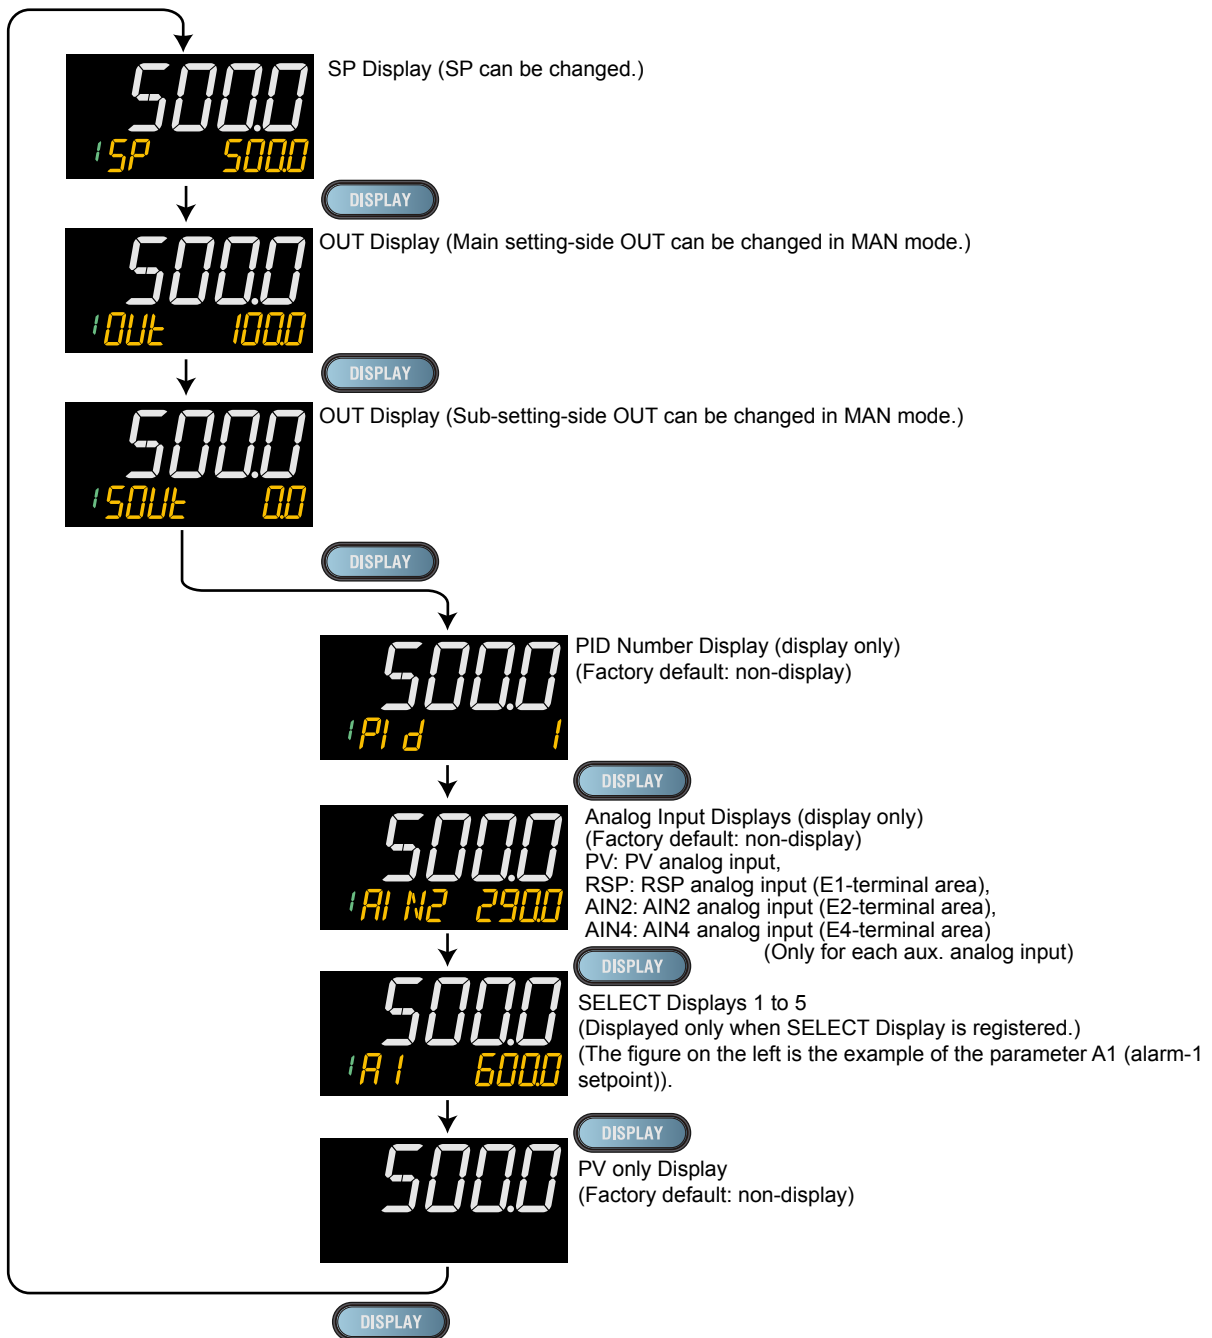 500.0
SP Display (SP can be changed.)
1 SP 500.0
DISPLAY
500.0
OUT Display (Main setting-side OUT can be changed in MAN mode.)
1 OUt 100.0
DISPLAY
500.0
OUT Display (Sub-setting-side OUT can be changed in MAN mode.)
1 SOUt 0.0
DISPLAY
500.0
PID Number Display (display only)
(Factory default: non-display)
1 PI d 1
DISPLAY
500.0
1 AI N2 290.0
Analog Input Displays (display only)
(Factory default: non-display)
PV: PV analog input,
RSP: RSP analog input (E1-terminal area),
AIN2: AIN2 analog input (E2-terminal area),
AIN4: AIN4 analog input (E4-terminal area)
(Only for each aux. analog input)
DISPLAY
500.0
1 A1 600.0
SELECT Displays 1 to 5
(Displayed only when SELECT Display is registered.)
(The figure on the left is the example of the parameter A1 (alarm-1
setpoint)).
DISPLAY
500.0
PV only Display
(Factory default: non-display)
DISPLAY